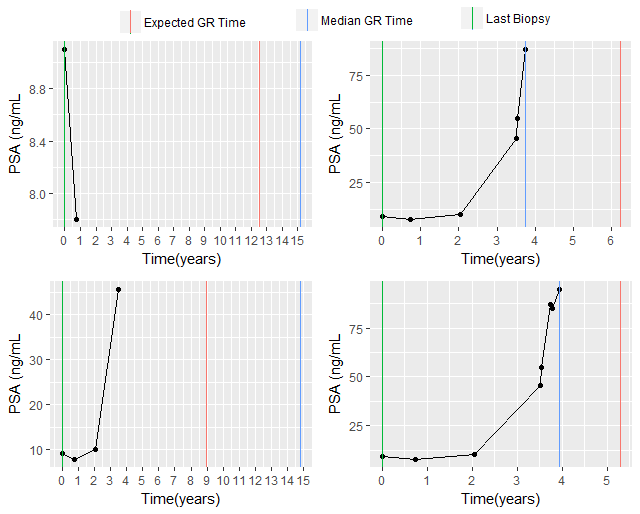 Expected GR Time Median GR Time Last Biopsy
PSA (ng/mL
8.8
8.4
8.0
0 1 2 3 4 5 6 7 8 9 10 11 12 13 14 15
Time(years)
PSA (ng/mL
75
50
25
0 1 2 3 4 5 6
Time(years)
PSA (ng/mL
40
30
20
10
0 1 2 3 4 5 6 7 8 9 10 11 12 13 14 15
Time(years)
PSA (ng/mL
75
50
25
0 1 2 3 4 5
Time(years)